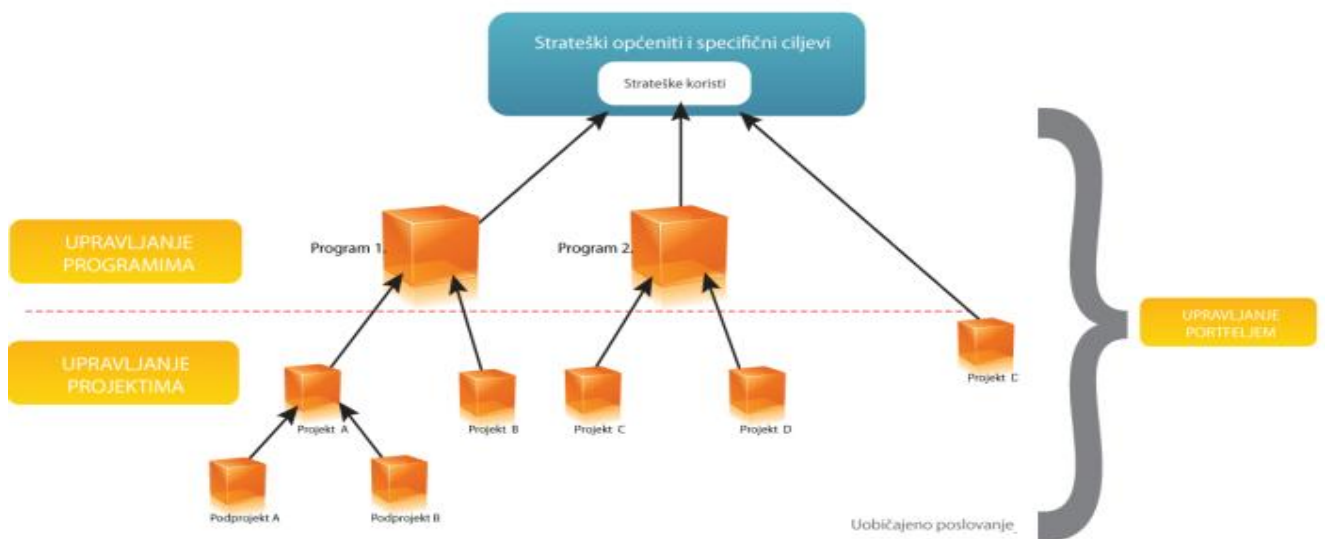 Strateški općeniti i specifični ciljevi
Strateške koristi
UPRAVLJANJE
PROGRAMIMA
Program 1.
Program 2.
UPRAVLJANJE
PORTFELJEM
UPRAVLJANJE
PROJEKTIMA
Projekt A
Projekt B
Projekt C
Projekt D
Projekt C
Podprojekt A
Podprojekt B
Uobičajeno poslovanje